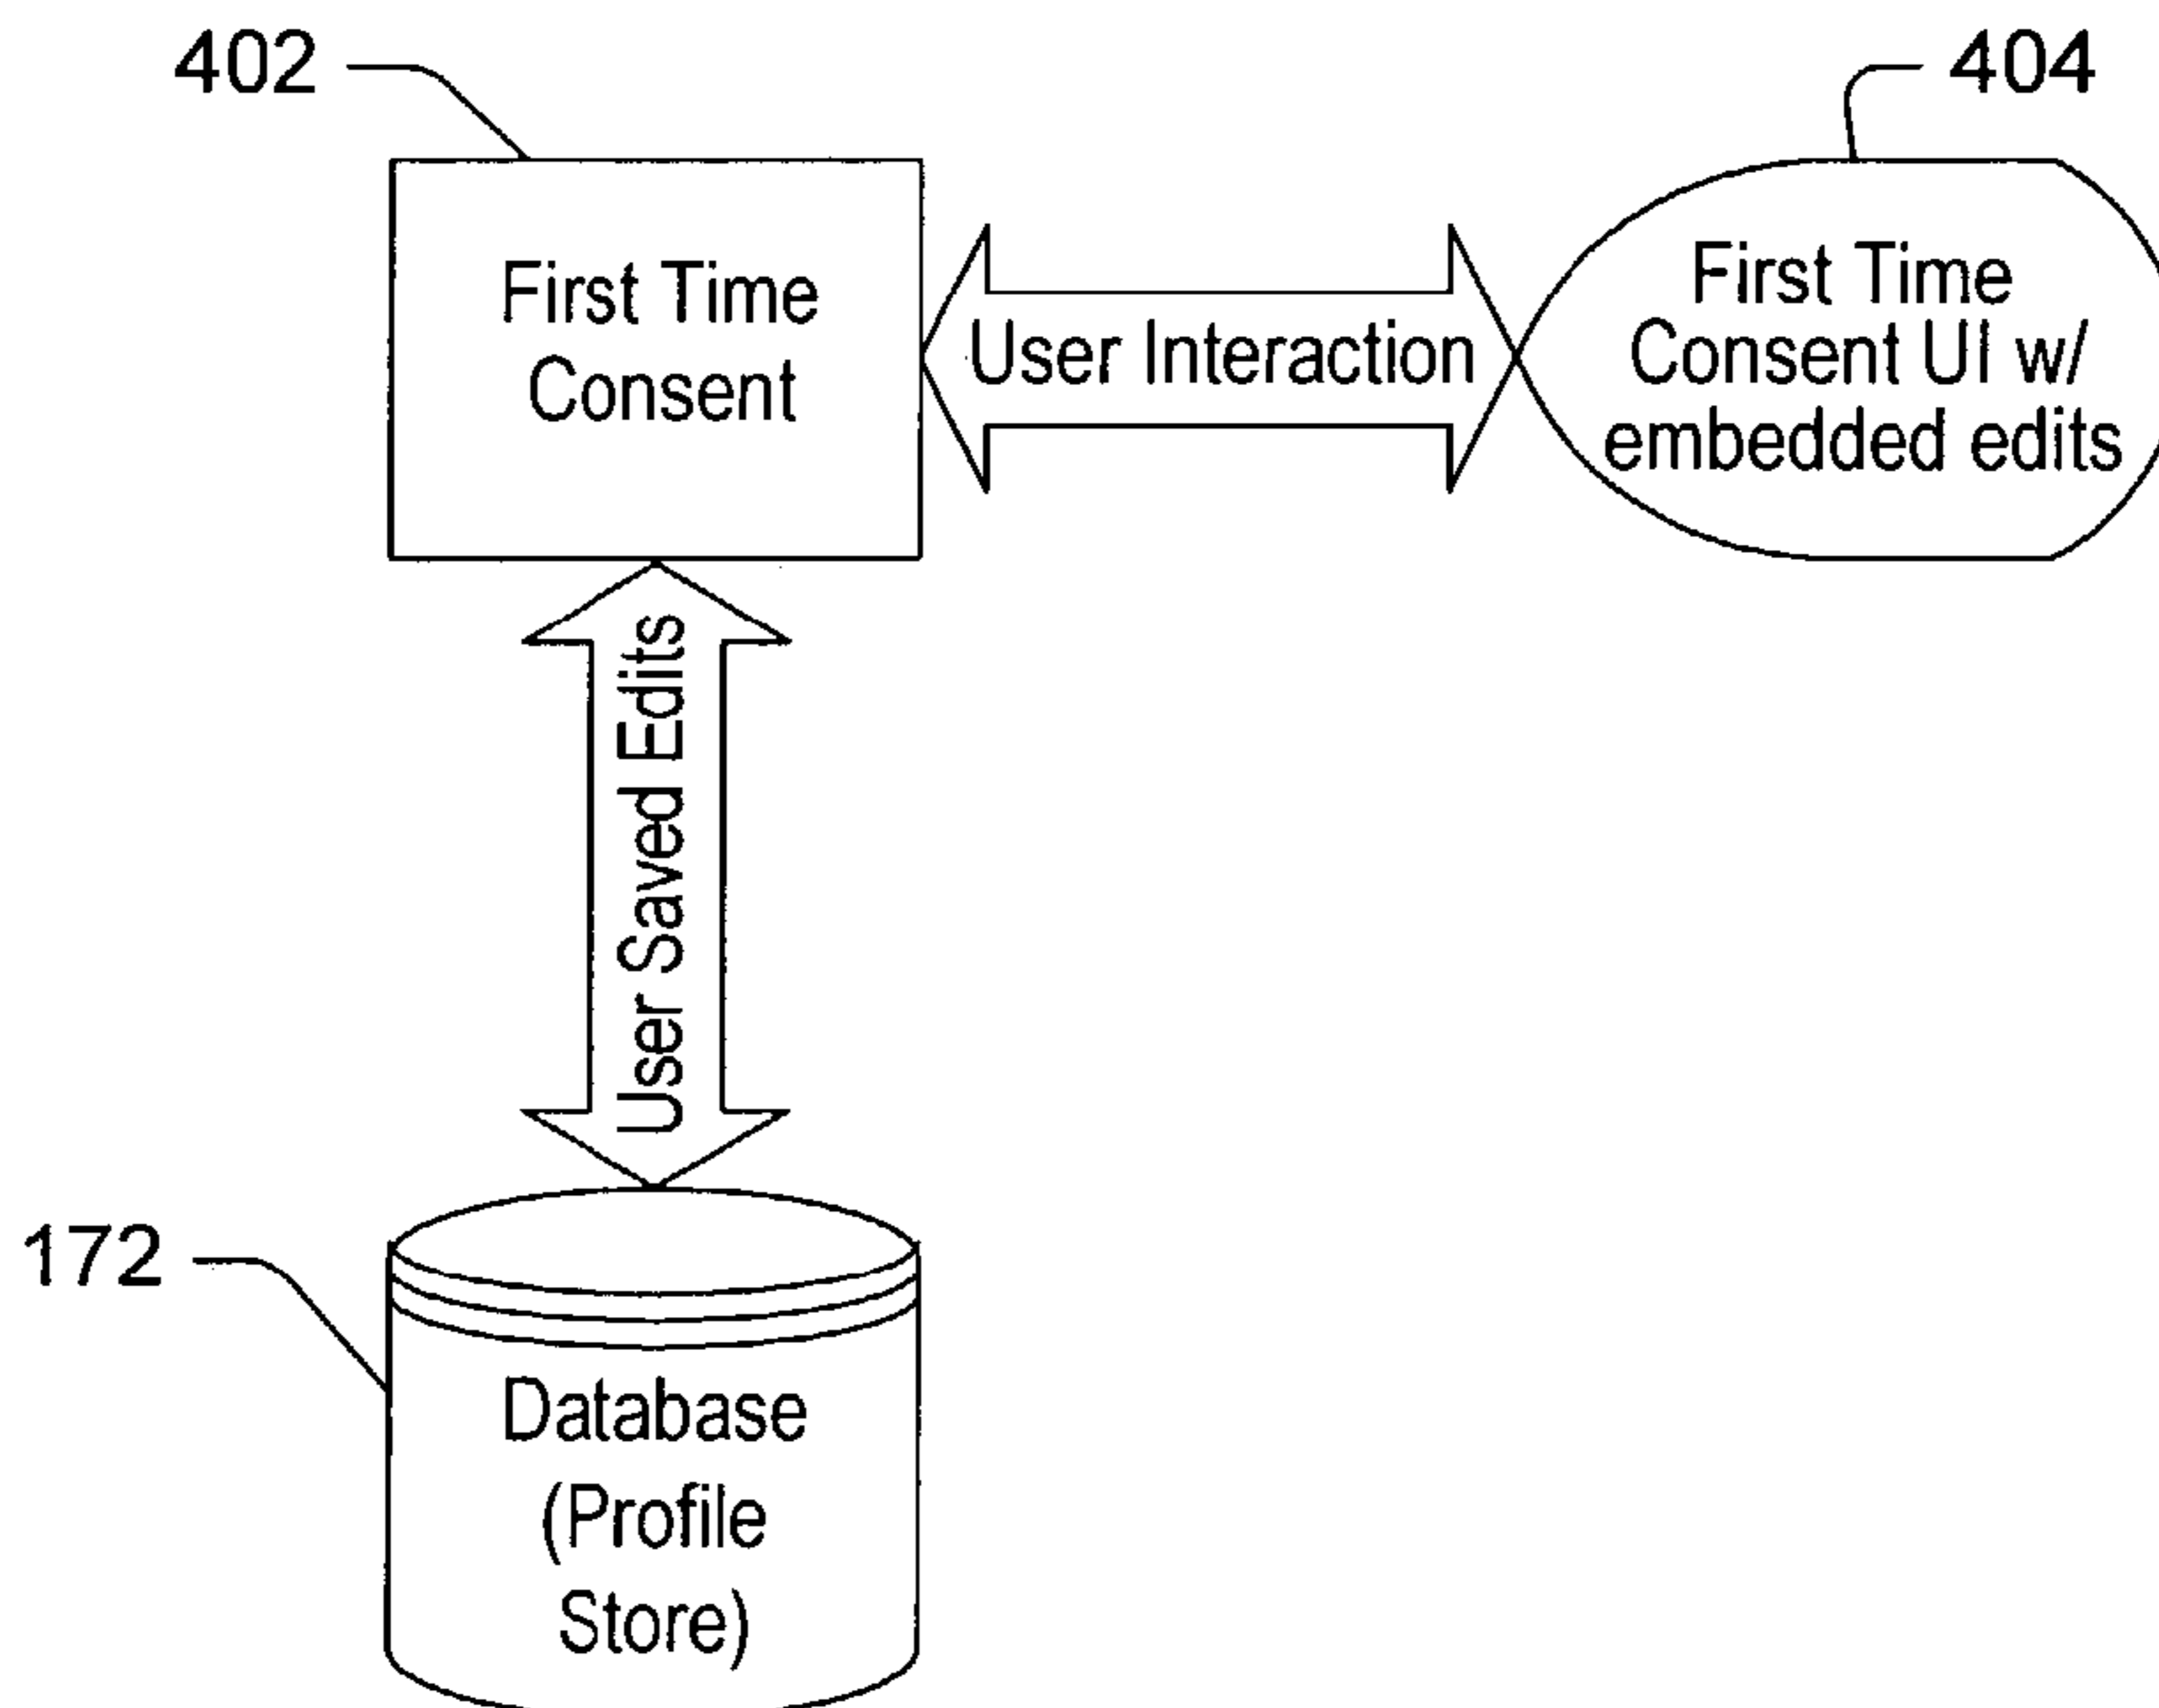 402
404
First Time
Consent
User Interaction
First Time
Consent UI w/
embedded edits
User Saved Edits
172
Database
(Profile
Store)